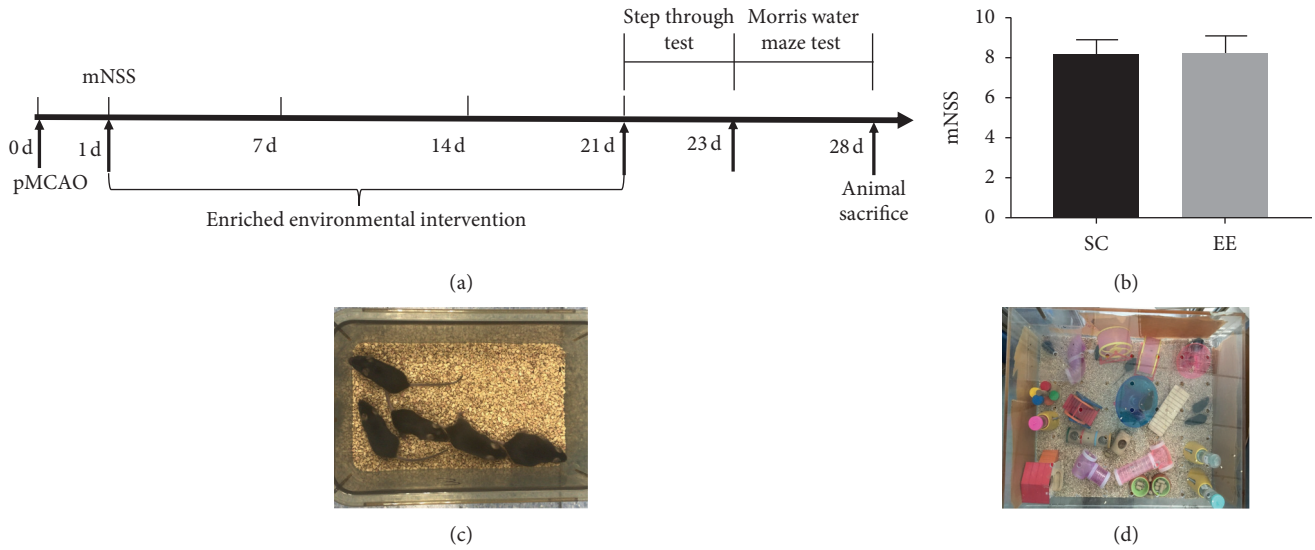 Step through
test
Morris water
maze test
mNSS
0 d
1 d
7 d
14 d
21 d
23 d
28 d
pMCAO
Enriched environmental intervention
Animal
sacrifice
(a)
10
8
6
4
2
0
mNSS
SC
EE
(b)
(c)
(d)